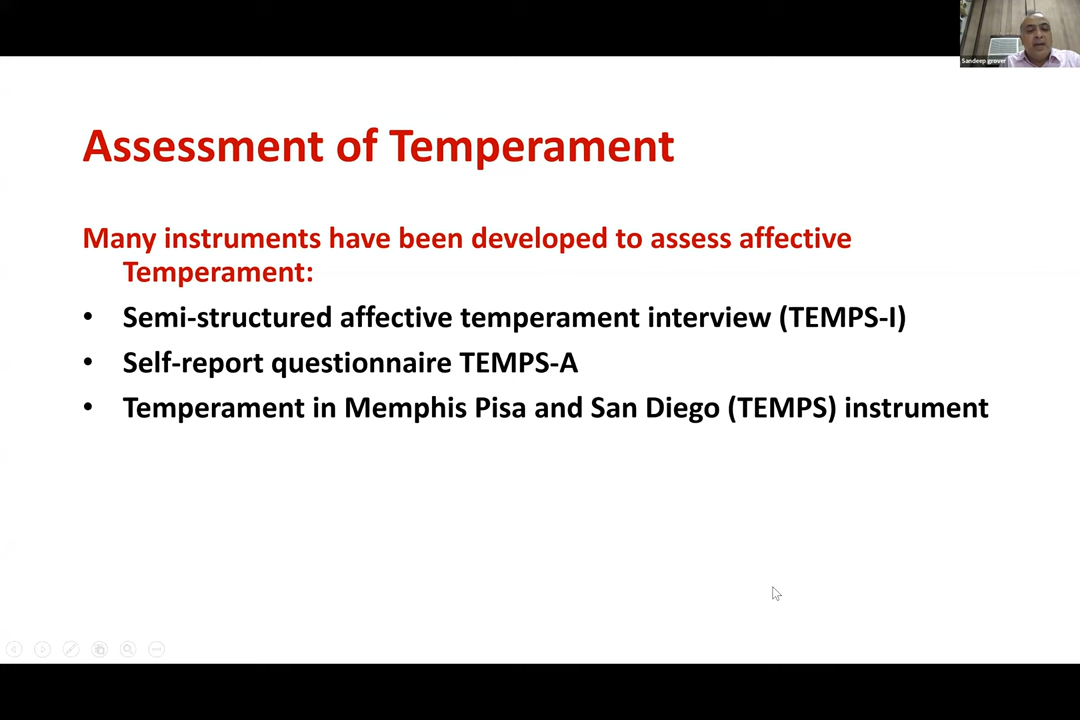 Sandeep grover
Assessment of Temperament
Many instruments have been developed to assess affective
Temperament:
• Semi-structured affective temperament interview (TEMPS-I)
• Self-report questionnaire TEMPS-A
• Temperament in Memphis Pisa and San Diego (TEMPS) instrument